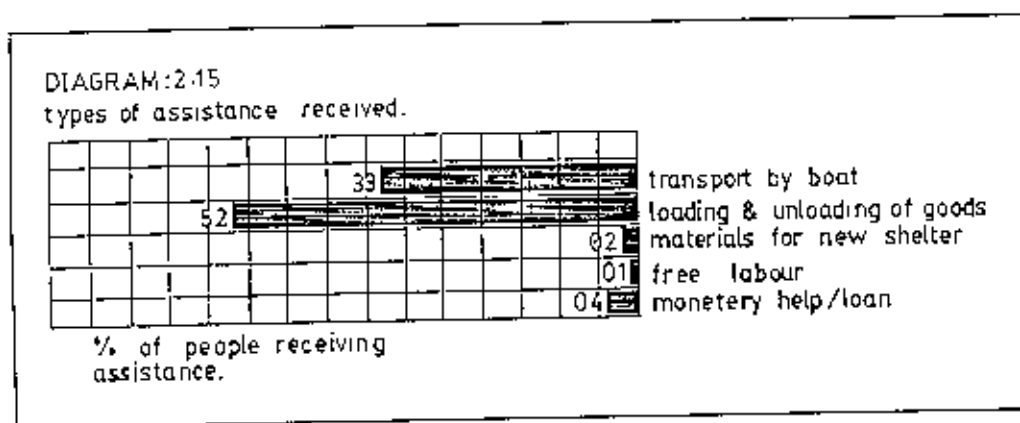 DIAGRAM:2.15
types of assistance received.
33 transport by boat
52 loading & unloading of goods
02 materials for new shelter
01 free labour
04 monetery help/loan
% of people receiving
assistance.